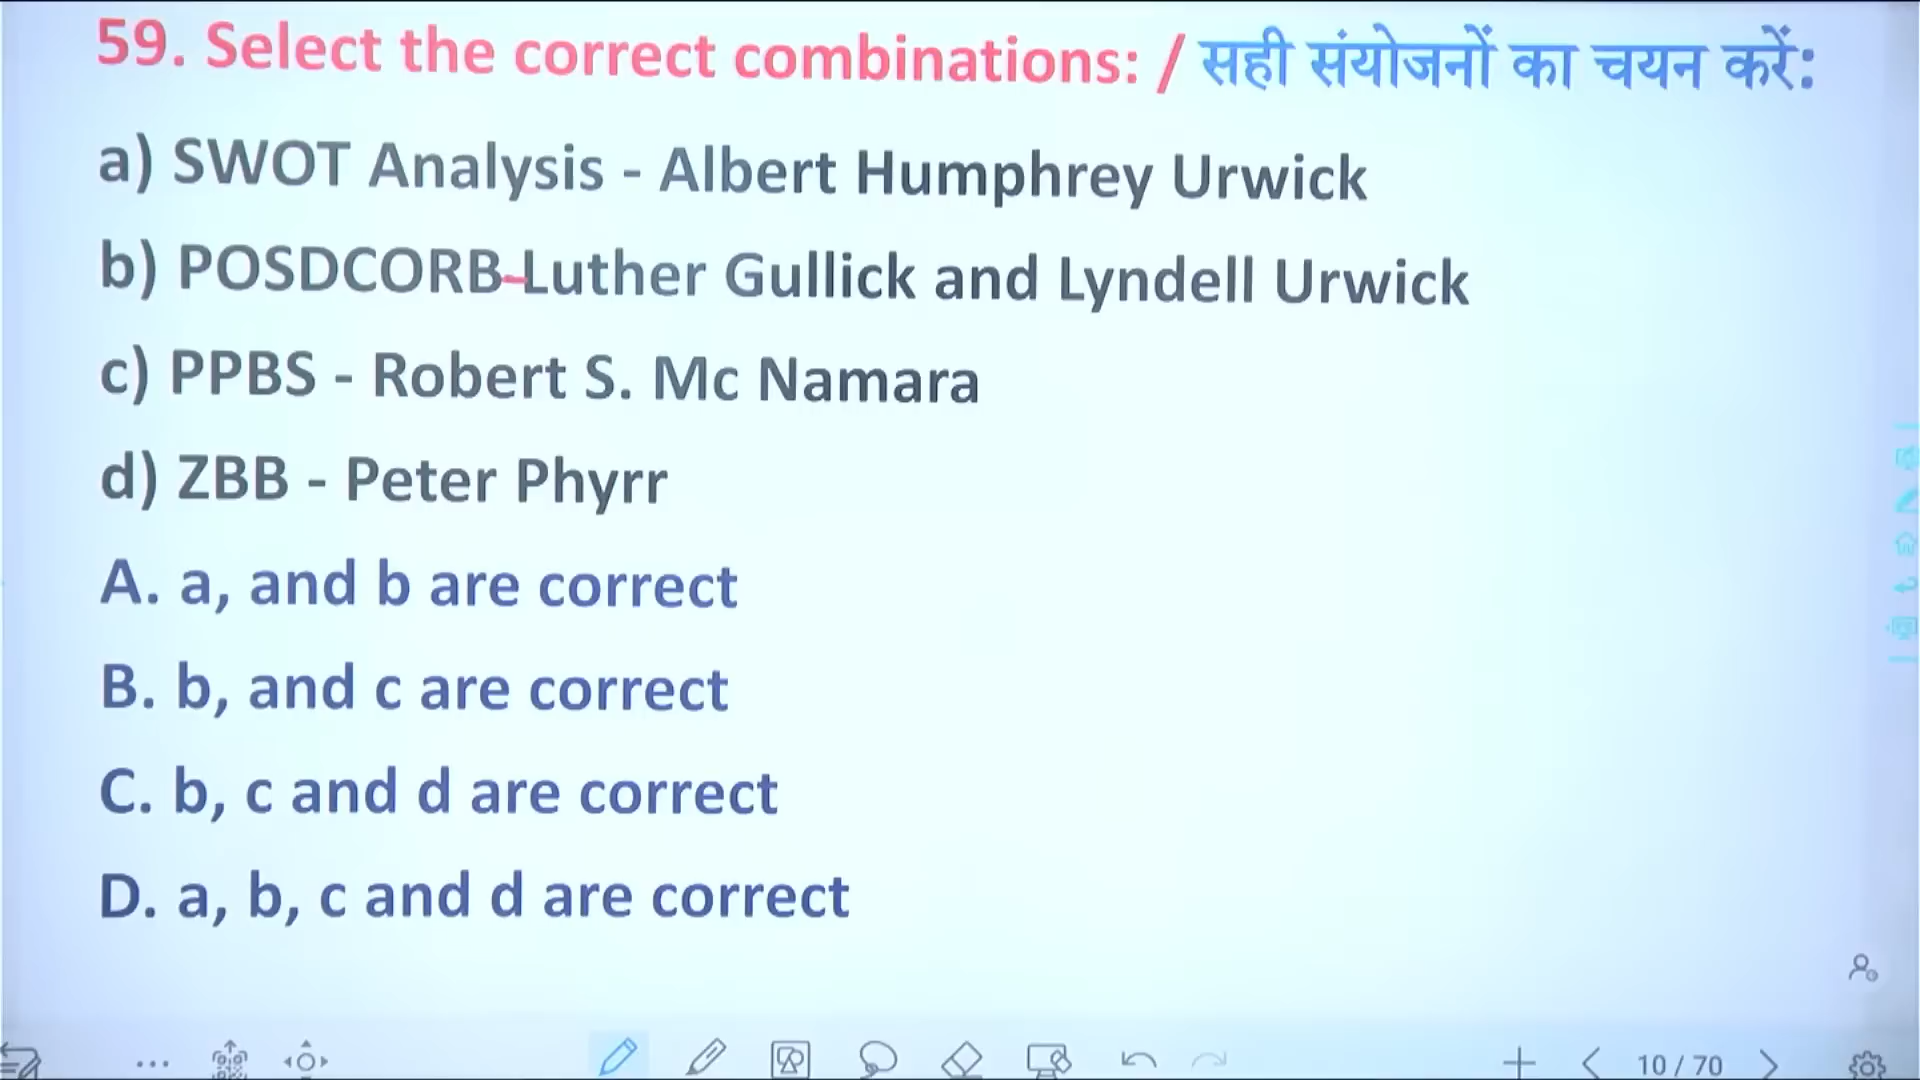 59. Select the correct combinations: / सही संयोजनों का चयन करें:
a) SWOT Analysis - Albert Humphrey Urwick
b) POSDCORB-Luther Gullick and Lyndell Urwick
c) PPBS - Robert S. Mc Namara
d) ZBB - Peter Phyrr
A. a, and b are correct
B. b, and c are correct
C. b, c and d are correct
D. a, b, c and d are correct
10 / 70